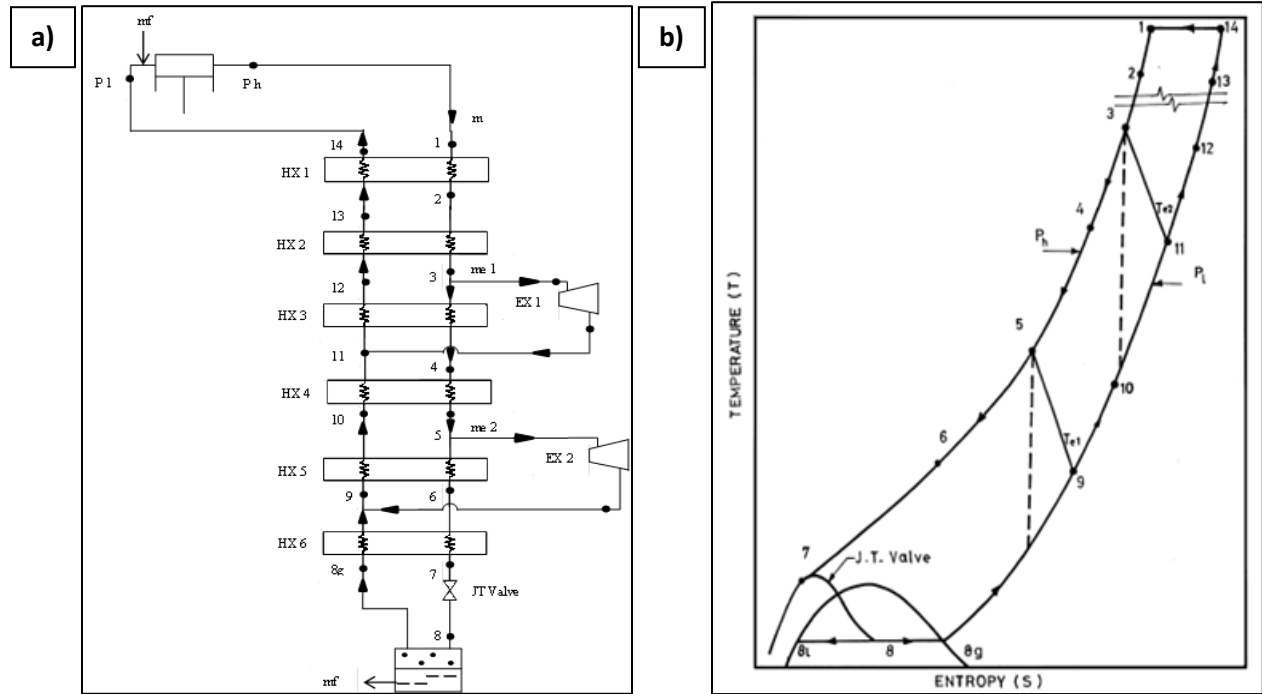 a)
mf
P l
P h
m
14
1
HX 1
2
13
HX 2
3
me 1
12
EX 1
HX 3
11
4
HX 4
10
5
me 2
EX 2
HX 5
9
6
HX 6
8g
7
JT Valve
8
mf
b)
1
14
2
13
3
12
4
Te2
Ph
11
Pl
5
10
6
Te1
9
7
J.T. Valve
8l
8
8g
TEMPERATURE (T)
ENTROPY (S)